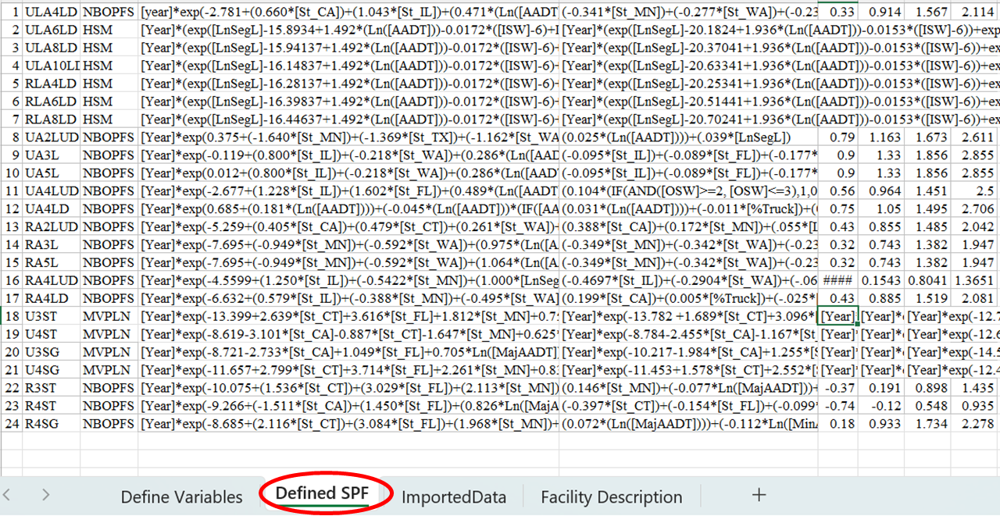 1 ULA4LD NBOPFS [year]*exp(-2.781+(0.660*[St_CA])+(1.043*[St_IL])+(0.471*(Ln([AADT (-0.341*[St_MN])+(-0.277*[St_WA])+(-0.23 0.33 0.914 1.567 2.114
2 ULA6LD HSM [Year]*(exp([LnSegL]-15.8934+1.492*(Ln([AADT]))-0.0172*([ISW]-6)+l [Year]*(exp([LnSegL]-20.1824+1.936*(Ln([AADT]))-0.0153*([ISW]-6))+exp
3 ULA8LD HSM [Year]*(exp([LnSegL]-15.94137+1.492*(Ln([AADT]))-0.0172*([ISW]-6) [Year]*(exp([LnSegL]-20.37041+1.936*(Ln([AADT]))-0.0153*([ISW]-6))+ex
4 ULA10LD HSM [Year]*(exp([LnSegL]-16.14837+1.492*(Ln([AADT]))-0.0172*([ISW]-6)+ [Year]*(exp([LnSegL]-20.63341+1.936*(Ln([AADT]))-0.0153*([ISW]-6))+ex
5 RLA4LD HSM [Year]*(exp([LnSegL]-16.28137+1.492*(Ln([AADT]))-0.0172*([ISW]-6)+ [Year]*(exp([LnSegL]-20.25341+1.936*(Ln([AADT]))-0.0153*([ISW]-6))+ex
6 RLA6LD HSM [Year]*(exp([LnSegL]-16.39837+1.492*(Ln([AADT]))-0.0172*([ISW]-6)+ [Year]*(exp([LnSegL]-20.51441+1.936*(Ln([AADT]))-0.0153*([ISW]-6))+ex
7 RLA8LD HSM [Year]*(exp([LnSegL]-16.44637+1.492*(Ln([AADT]))-0.0172*([ISW]-6)+ [Year]*(exp([LnSegL]-20.70241+1.936*(Ln([AADT]))-0.0153*([ISW]-6))+ex
8 UA2LUD NBOPFS [Year]*exp(0.375+(-1.640*[St_MN])+(-1.369*[St_TX])+(-1.162*[St_WA (0.025*(Ln([AADT])))+(.039*[LnSegL]) 0.79 1.163 1.673 2.611
9 UA3L NBOPFS [Year]*exp(-0.119+(0.800*[St_IL])+(-0.218*[St_WA])+(0.286*(Ln([AAD (-0.095*[St_IL])+(-0.089*[St_FL])+(-0.177* 0.9 1.33 1.856 2.855
10 UA5L NBOPFS [Year]*exp(0.012+(0.800*[St_IL])+(-0.218*[St_WA])+(0.286*(Ln([AAD (-0.095*[St_IL])+(-0.089*[St_FL])+(-0.177* 0.9 1.33 1.856 2.855
11 UA4LUD NBOPFS [Year]*exp(-2.677+(1.228*[St_IL])+(1.602*[St_FL])+(0.489*(Ln([AADT (0.104*(IF(AND([OSW]>=2, [OSW]<=3),1,0 0.56 0.964 1.451 2.5
12 UA4LD NBOPFS [Year]*exp(0.685+(0.181*(Ln([AADT])))+(-0.045*(Ln([AADT]))*(IF([AA (0.031*(Ln([AADT])))+(-0.011*[%Truck])+( 0.75 1.05 1.495 2.706
13 RA2LUD NBOPFS [Year]*exp(-5.259+(0.405*[St_CA])+(0.479*[St_CT])+(0.261*[St_WA])+ (0.388*[St_CA])+(0.172*[St_MN])+(.055*[L 0.43 0.855 1.485 2.042
14 RA3L NBOPFS [Year]*exp(-7.695+(-0.949*[St_MN])+(-0.592*[St_WA])+(0.975*(Ln([A (-0.349*[St_MN])+(-0.342*[St_WA])+(-0.23 0.32 0.743 1.382 1.947
15 RA5L NBOPFS [Year]*exp(-7.695+(-0.949*[St_MN])+(-0.592*[St_WA])+(1.064*(Ln([A (-0.349*[St_MN])+(-0.342*[St_WA])+(-0.23 0.32 0.743 1.382 1.947
16 RA4LUD NBOPFS [Year]*exp(-4.5599+(1.250*[St_IL])+(-0.5422*[St_MN])+(1.000*[LnSeg (-0.4697*[St_IL])+(-0.2904*[St_WA])+(-.06 #### 0.1543 0.8041 1.3651
17 RA4LD NBOPFS [Year]*exp(-6.632+(0.579*[St_IL])+(-0.388*[St_MN])+(-0.495*[St_WA] (0.199*[St_CA])+(0.005*[%Truck])+(-.025* 0.43 0.885 1.519 2.081
18 U3ST MVPLN [Year]*exp(-13.399+2.639*[St_CT]+3.616*[St_FL]+1.812*[St_MN]+0.75 [Year]*exp(-13.782 +1.689*[St_CT]+3.096* [Year] [Year]* [Year]*exp(-12.7
19 U4ST MVPLN [Year]*exp(-8.619-3.101*[St_CA]-0.887*[St_CT]-1.647*[St_MN]+0.625* [Year]*exp(-8.784-2.455*[St_CA]-1.167*[St [Year]* [Year]* [Year]*exp(-12.6
20 U3SG MVPLN [Year]*exp(-8.721-2.733*[St_CA]+1.049*[St_FL]+0.705*Ln([MajAADT] [Year]*exp(-10.217-1.984*[St_CA]+1.255*[S [Year]* [Year]* [Year]*exp(-14.5
21 U4SG MVPLN [Year]*exp(-11.657+2.799*[St_CT]+3.714*[St_FL]+2.261*[St_MN]+0.83 [Year]*exp(-11.453+1.578*[St_CT]+2.552*[S [Year]* [Year]* [Year]*exp(-12.4
22 R3ST NBOPFS [Year]*exp(-10.075+(1.536*[St_CT])+(3.029*[St_FL])+(2.113*[St_MN]) (0.146*[St_MN])+(-0.077*Ln([MajAADT]))+ -0.37 0.191 0.898 1.435
23 R4ST NBOPFS [Year]*exp(-9.266+(-1.511*[St_CA])+(1.450*[St_FL])+(0.826*Ln([MajA (-0.397*[St_CT])+(-0.154*[St_FL])+(-0.099* -0.74 -0.12 0.548 0.935
24 R4SG NBOPFS [Year]*exp(-8.685+(2.116*[St_CT])+(3.084*[St_FL])+(1.968*[St_MN])+ (0.072*(Ln([MajAADT])))+(-0.112*Ln([MinA 0.18 0.933 1.734 2.278
Define Variables Defined SPF ImportedData Facility Description +